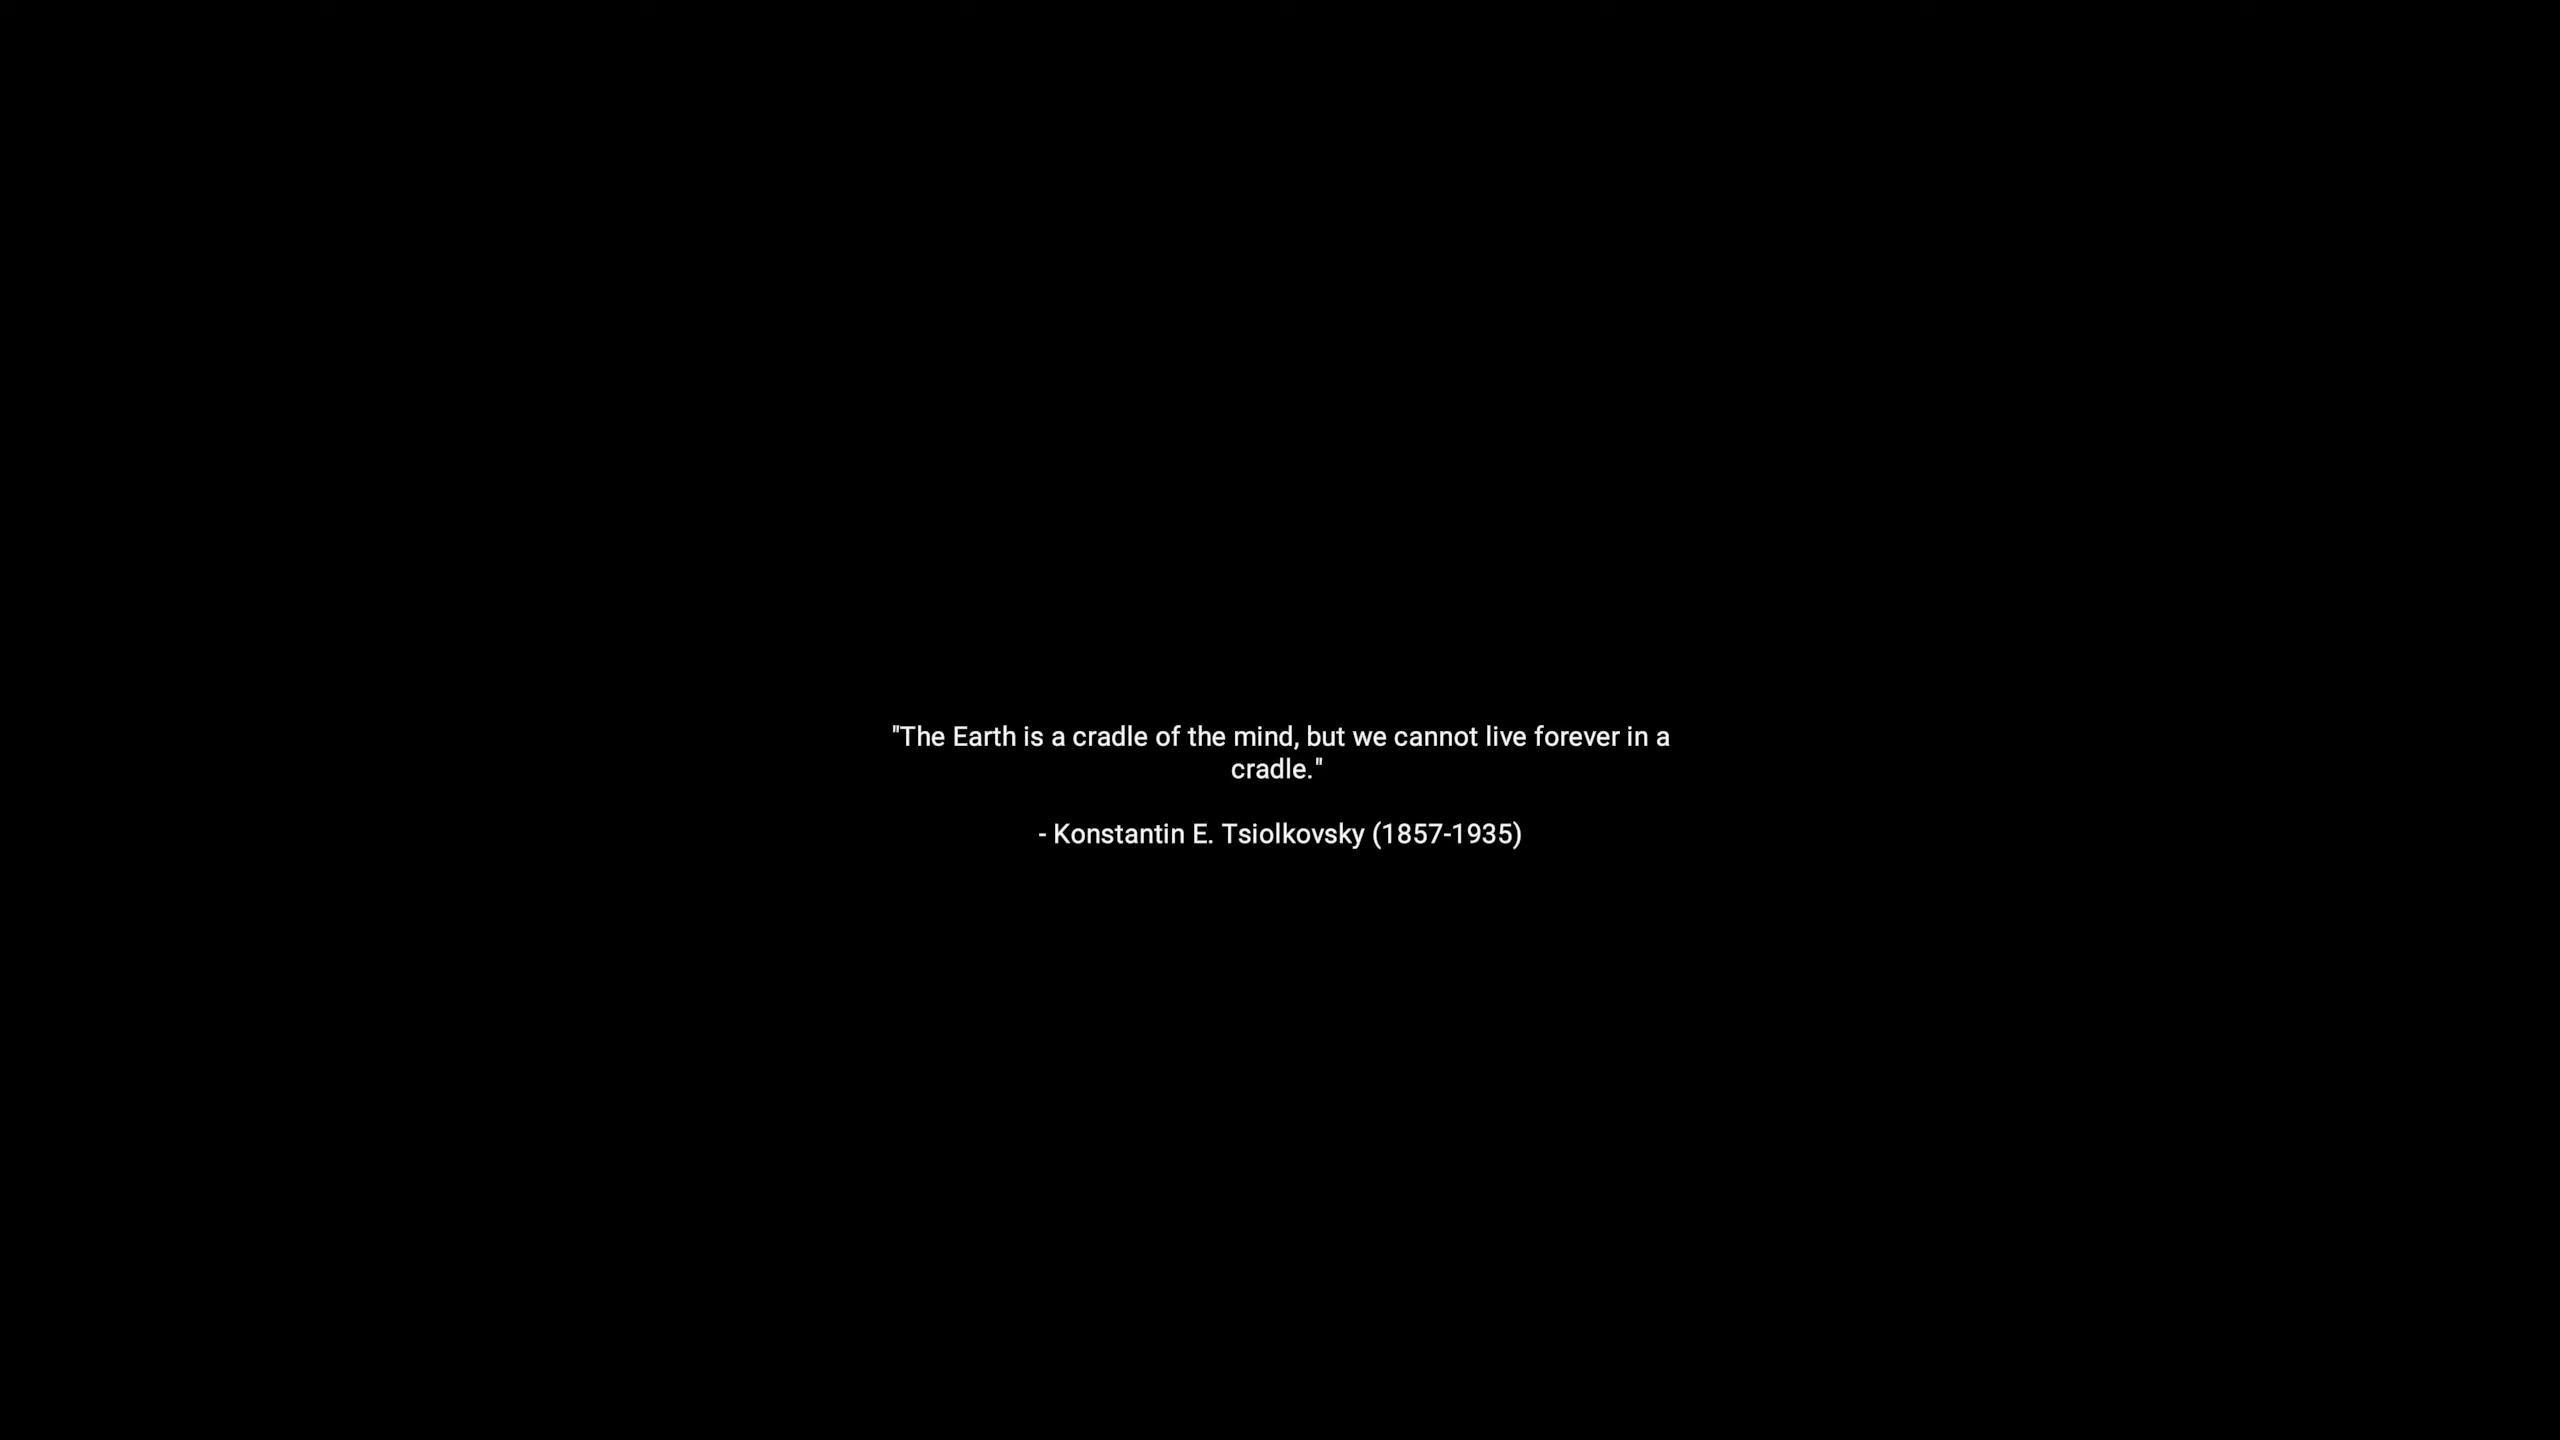 "The Earth is a cradle of the mind, but we cannot live forever in a
cradle."
- Konstantin E. Tsiolkovsky (1857-1935)